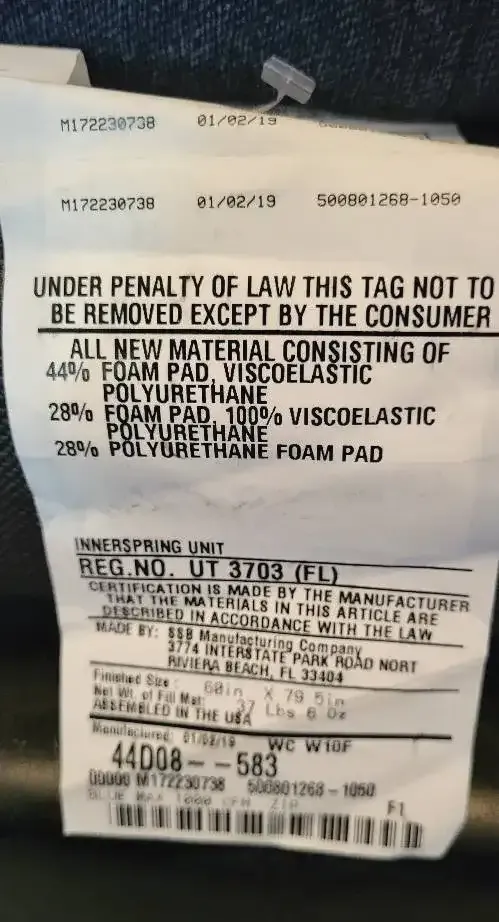 M172230738 01/02/19
M172230738 01/02/19 500801268-1050
UNDER PENALTY OF LAW THIS TAG NOT TO
BE REMOVED EXCEPT BY THE CONSUMER
ALL NEW MATERIAL CONSISTING OF
44% FOAM PAD, VISCOELASTIC
POLYURETHANE
28% FOAM PAD, 100% VISCOELASTIC
POLYURETHANE
28% POLYURETHANE FOAM PAD
INNERSPRING UNIT
REG.NO. UT 3703 (FL)
CERTIFICATION IS MADE BY THE MANUFACTURER
THAT THE MATERIALS IN THIS ARTICLE ARE
DESCRIBED IN ACCORDANCE WITH THE LAW
MADE BY: SSB Manufacturing Company
3774 INTERSTATE PARK ROAD NORT
RIVIERA BEACH, FL 33404
Finished Size : 60in X 79 5in
Net Wt. of Fill Mat: 37 Lbs 6 Oz
ASSEMBLED IN THE USA
Manufactured: 01/02/19 WC W10F
44D08--583
00000 M172230738 500801268-1050
BLUE MAX 1000 ZIP F1